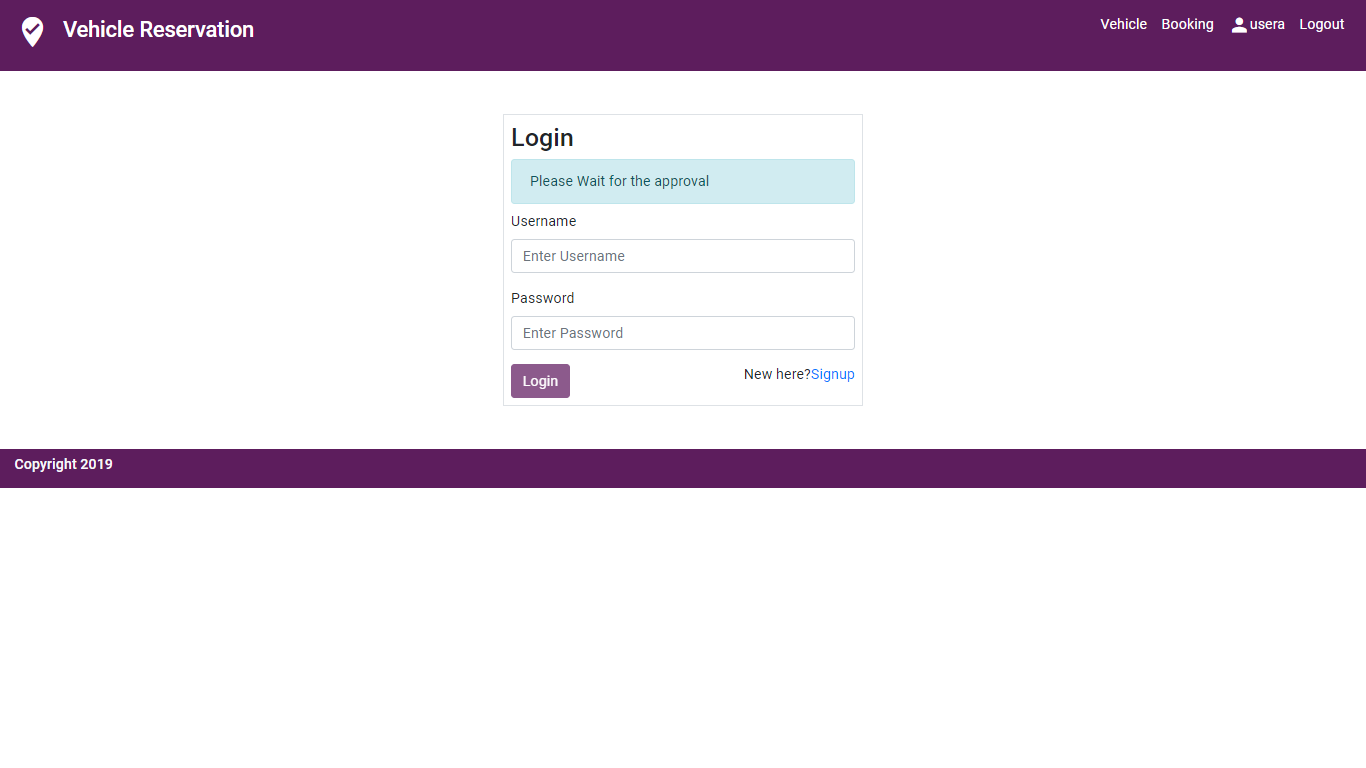 Vehicle Reservation
Vehicle Booking usera Logout
Login
Please Wait for the approval
Username
Enter Username
Password
Enter Password
Login
New here?Signup
Copyright 2019